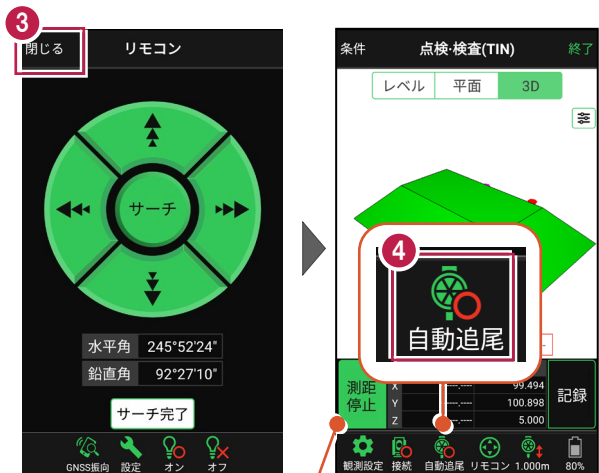 3
閉じる
リモコン
サーチ
水平角 245°52'24"
鉛直角 92°27'10"
サーチ完了
GNSS振向 設定 オン オフ
条件 点検・検査(TIN) 終了
レベル 平面 3D
4
自動追尾
測距
停止
X --,--- 99.494
Y --,--- 100.898
Z --,--- 5.000
記録
観測設定 接続 自動追尾 リモコン 1.000m 80%